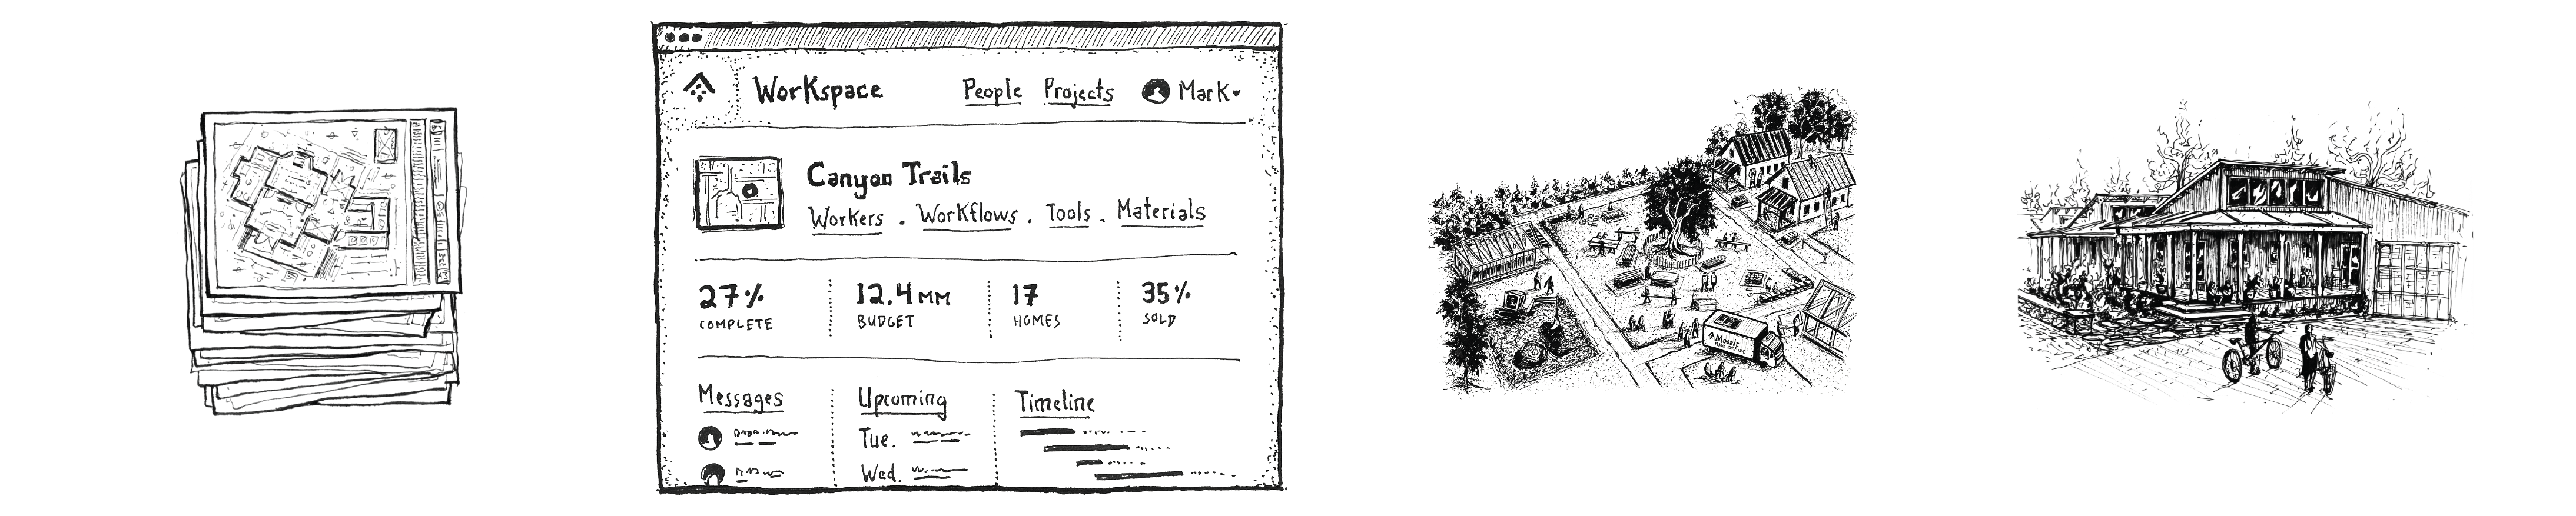 Workspace
People Projects Mark
Canyon Trails
Workers . Workflows . Tools . Materials
27% 12.4MM 17 35%
COMPLETE BUDGET HOMES SOLD
Messages Upcoming Timeline
Tue.
Wed.
Mosaic